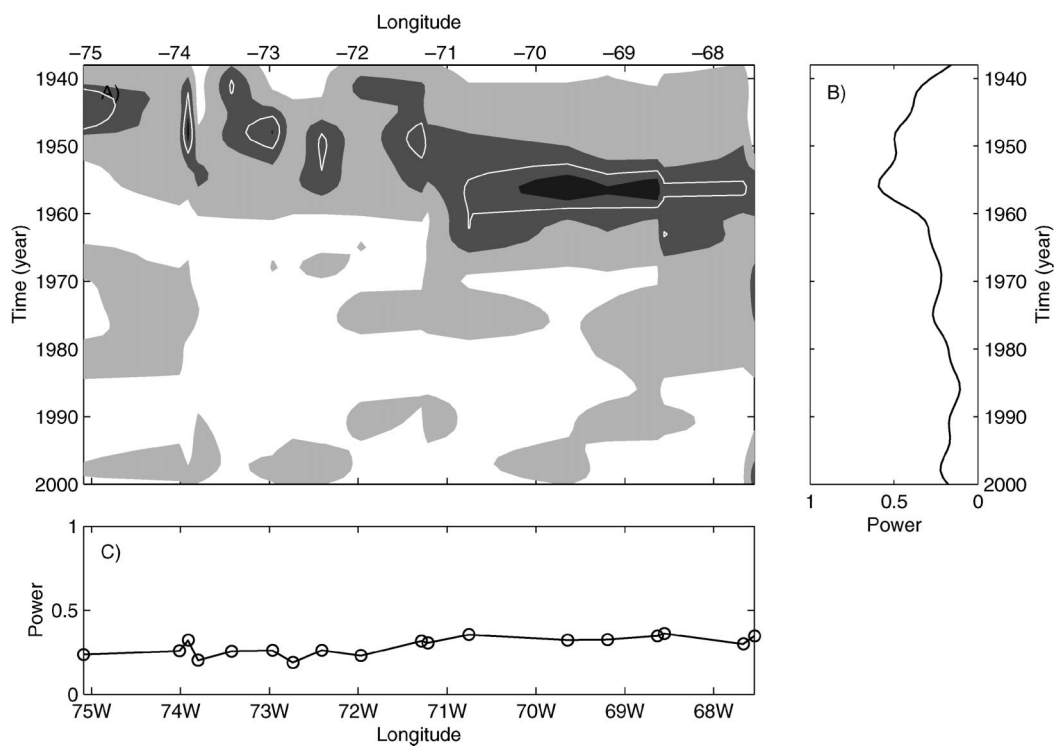 Longitude
−75 −74 −73 −72 −71 −70 −69 −68
A)
1940
1950
1960
1970
1980
1990
2000
Time (year)
B)
1940
1950
1960
1970
1980
1990
2000
Time (year)
1 0.5 0
Power
C)
1
0.5
0
Power
75W 74W 73W 72W 71W 70W 69W 68W
Longitude